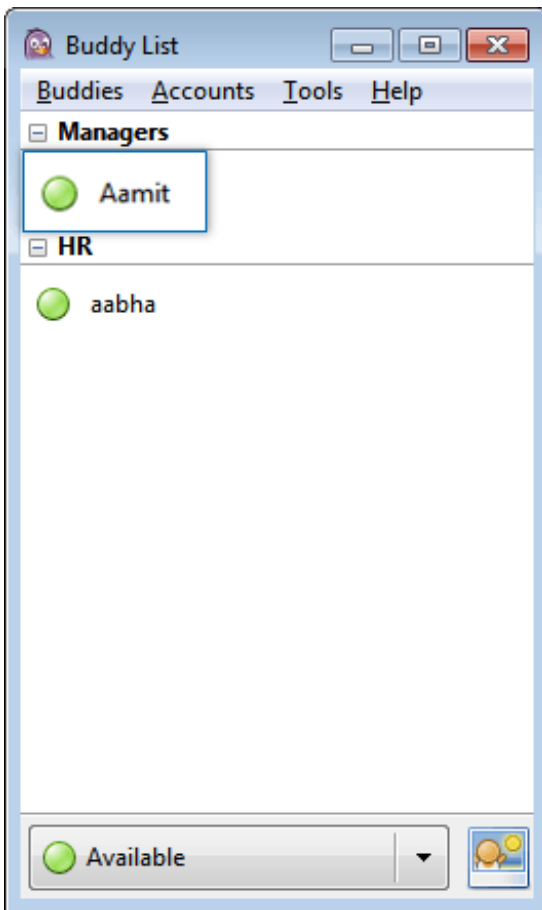 Buddy List
Buddies Accounts Tools Help
Managers
Aamit
HR
aabha
Available